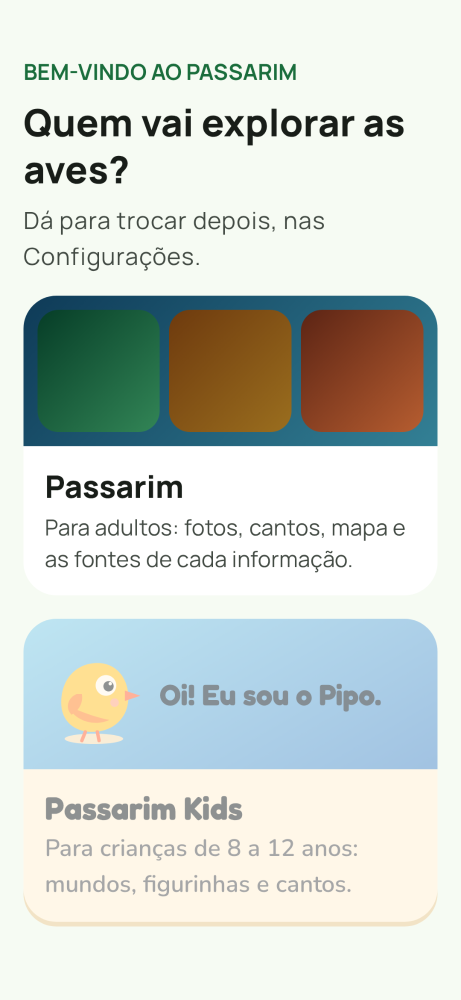 BEM-VINDO AO PASSARIM
Quem vai explorar as
aves?
Dá para trocar depois, nas
Configurações.
Passarim
Para adultos: fotos, cantos, mapa e
as fontes de cada informação.
Oi! Eu sou o Pipo.
Passarim Kids
Para crianças de 8 a 12 anos:
mundos, figurinhas e cantos.